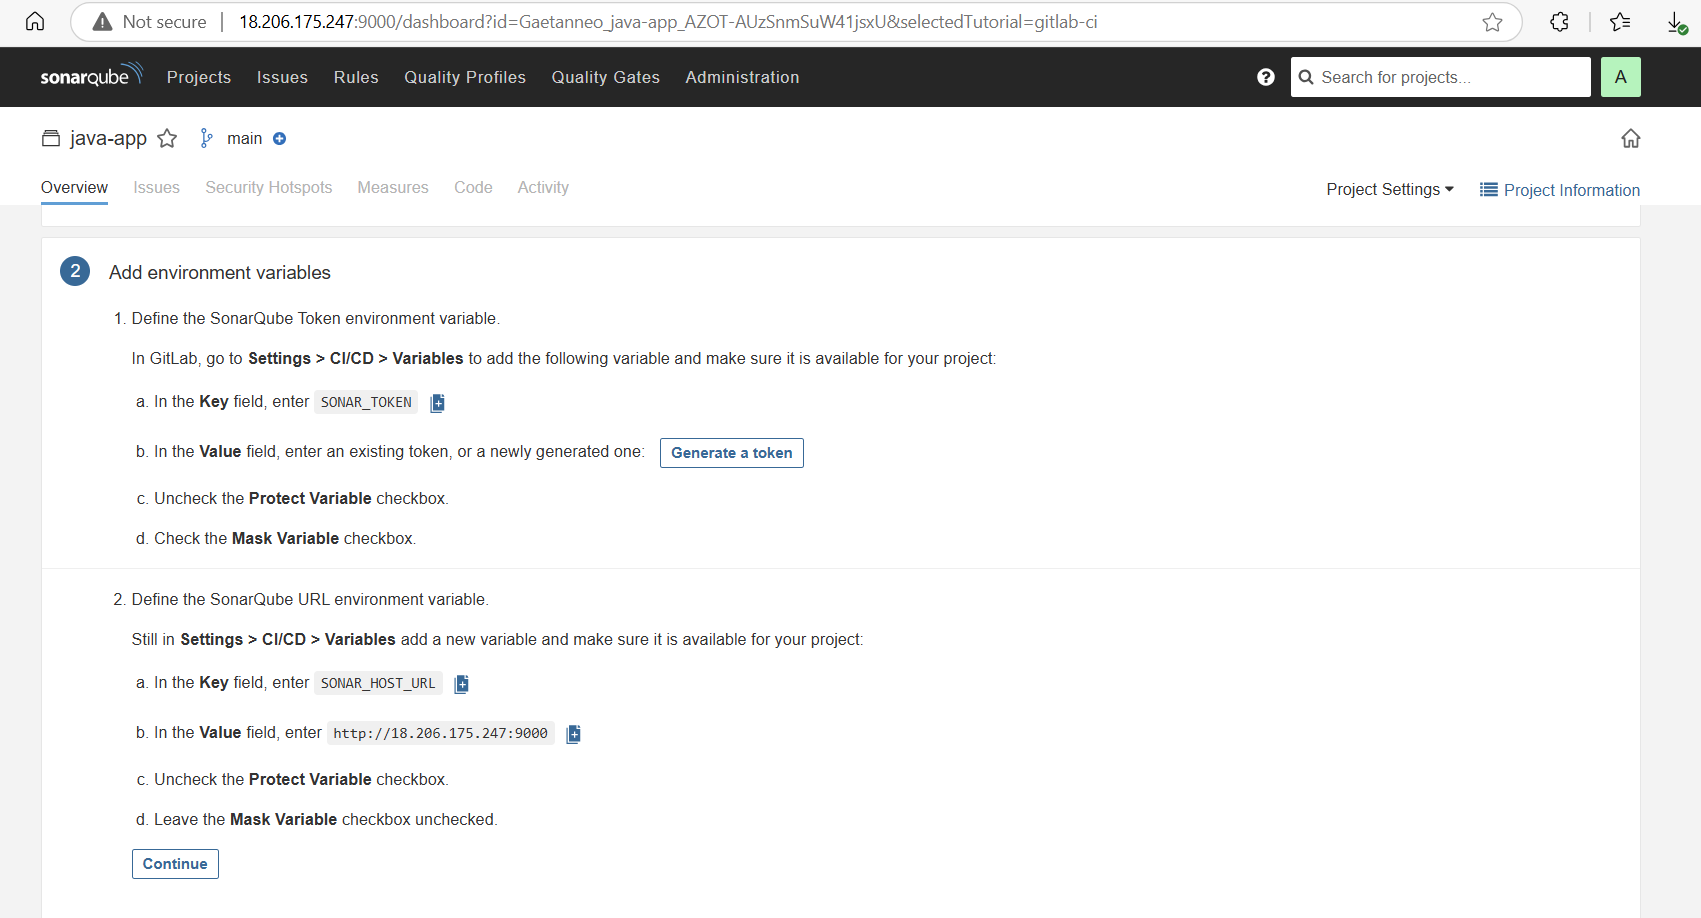 Not secure 18.206.175.247:9000/dashboard?id=Gaetanneo_java-app_AZOT-AUzSnmSuW41jsxU&selectedTutorial=gitlab-ci
sonarqube Projects Issues Rules Quality Profiles Quality Gates Administration ? Search for projects... A
java-app main
Overview Issues Security Hotspots Measures Code Activity Project Settings Project Information
2 Add environment variables
1. Define the SonarQube Token environment variable.
In GitLab, go to Settings > CI/CD > Variables to add the following variable and make sure it is available for your project:
a. In the Key field, enter SONAR_TOKEN
b. In the Value field, enter an existing token, or a newly generated one: Generate a token
c. Uncheck the Protect Variable checkbox.
d. Check the Mask Variable checkbox.
2. Define the SonarQube URL environment variable.
Still in Settings > CI/CD > Variables add a new variable and make sure it is available for your project:
a. In the Key field, enter SONAR_HOST_URL
b. In the Value field, enter http://18.206.175.247:9000
c. Uncheck the Protect Variable checkbox.
d. Leave the Mask Variable checkbox unchecked.
Continue